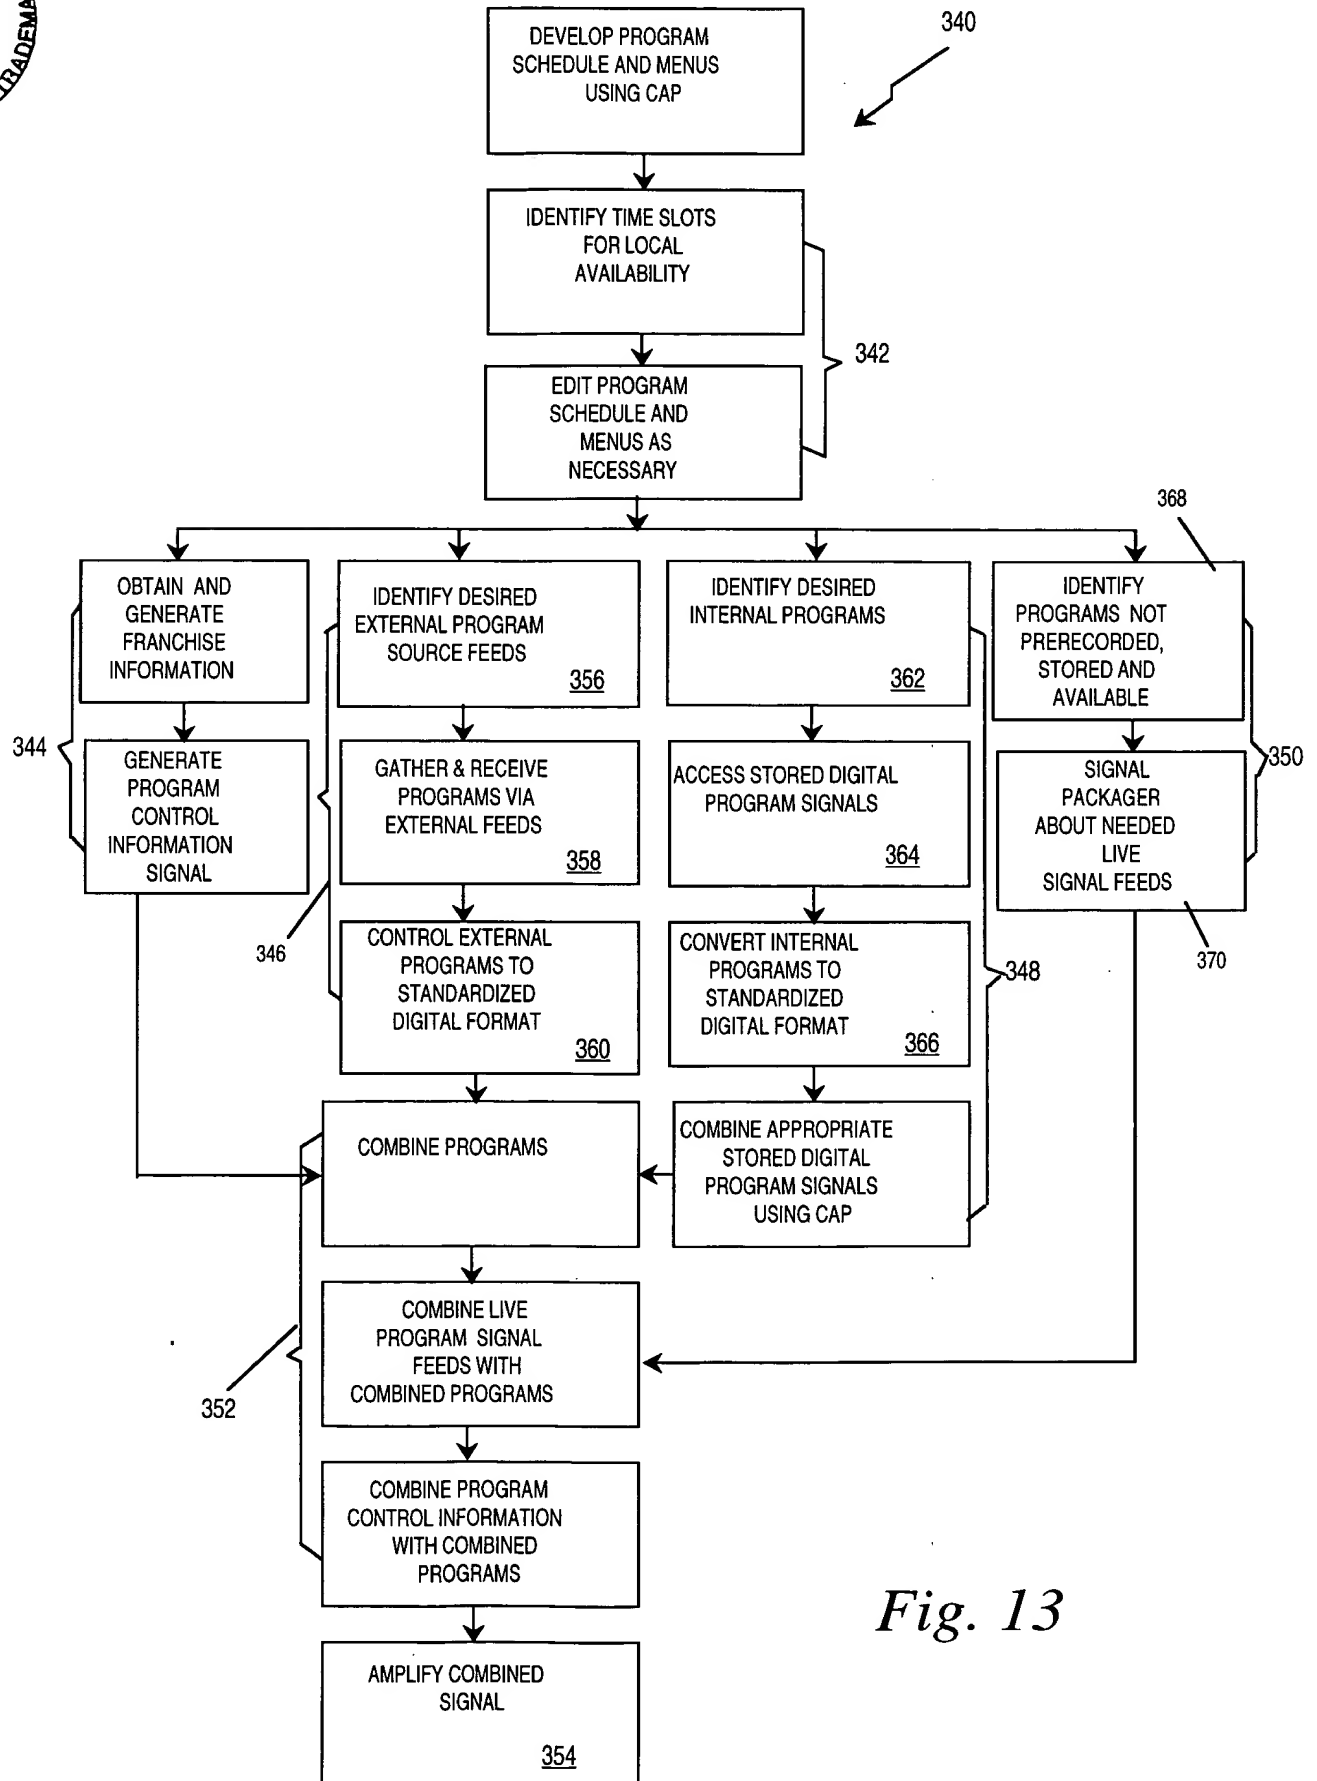 TRADEMA
DEVELOP PROGRAM
SCHEDULE AND MENUS
USING CAP
340
IDENTIFY TIME SLOTS
FOR LOCAL
AVAILABILITY
342
EDIT PROGRAM
SCHEDULE AND
MENUS AS
NECESSARY
368
OBTAIN AND
GENERATE
FRANCHISE
INFORMATION
344
GENERATE
PROGRAM
CONTROL
INFORMATION
SIGNAL
IDENTIFY DESIRED
EXTERNAL PROGRAM
SOURCE FEEDS
356
GATHER & RECEIVE
PROGRAMS VIA
EXTERNAL FEEDS
358
346
CONTROL EXTERNAL
PROGRAMS TO
STANDARDIZED
DIGITAL FORMAT
360
IDENTIFY DESIRED
INTERNAL PROGRAMS
362
ACCESS STORED DIGITAL
PROGRAM SIGNALS
364
CONVERT INTERNAL
PROGRAMS TO
STANDARDIZED
DIGITAL FORMAT
366
348
COMBINE APPROPRIATE
STORED DIGITAL
PROGRAM SIGNALS
USING CAP
IDENTIFY
PROGRAMS NOT
PRERECORDED,
STORED AND
AVAILABLE
350
SIGNAL
PACKAGER
ABOUT NEEDED
LIVE
SIGNAL FEEDS
370
COMBINE PROGRAMS
COMBINE LIVE
PROGRAM SIGNAL
FEEDS WITH
COMBINED PROGRAMS
352
COMBINE PROGRAM
CONTROL INFORMATION
WITH COMBINED
PROGRAMS
AMPLIFY COMBINED
SIGNAL
354
Fig. 13